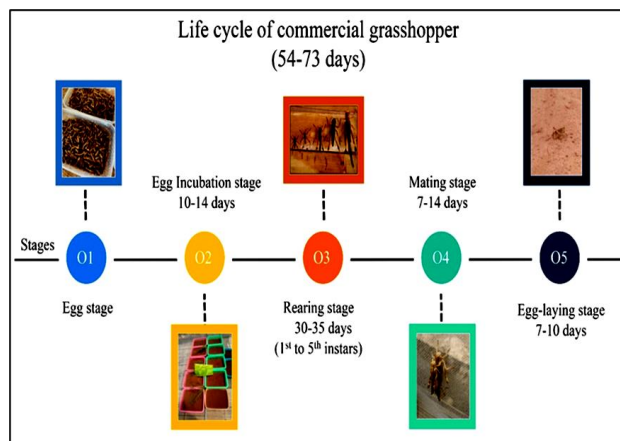 Life cycle of commercial grasshopper
(54-73 days)
Egg Incubation stage
10-14 days
Mating stage
7-14 days
Stages
O1
O2
O3
O4
O5
Egg stage
Rearing stage
30-35 days
(1st to 5th instars)
Egg-laying stage
7-10 days